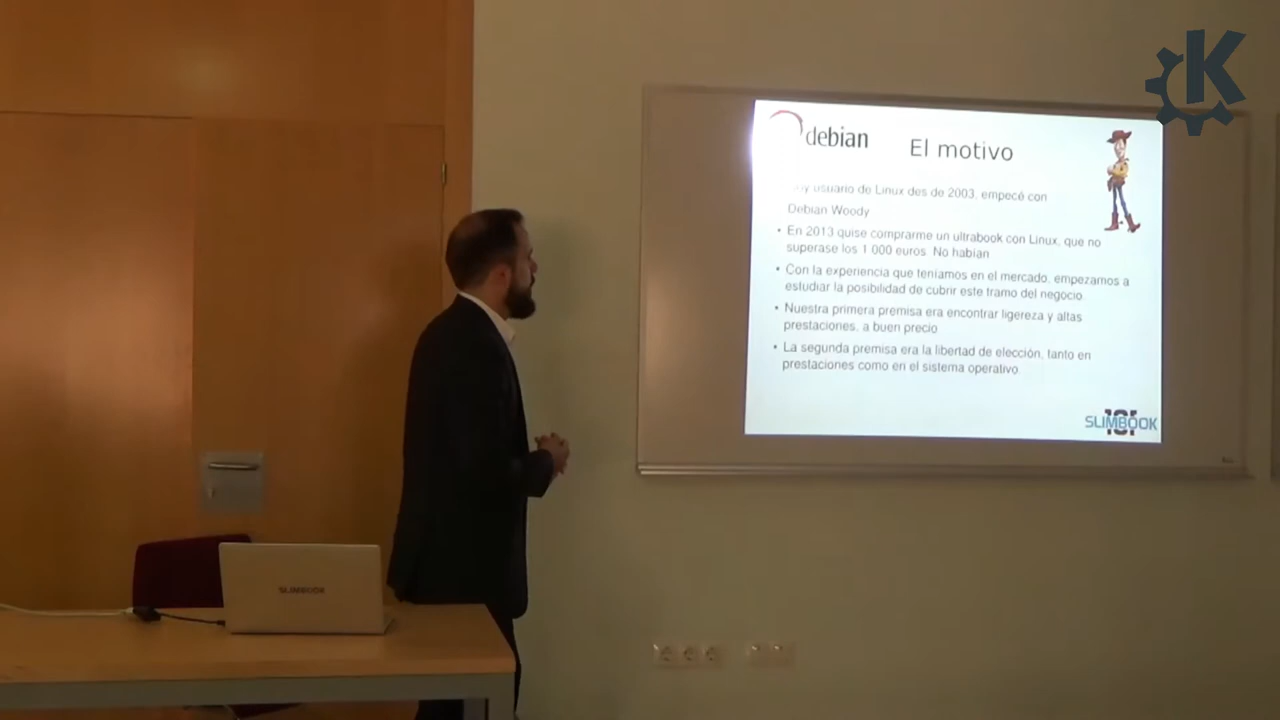 debian
El motivo
usuario de Linux des de 2003, empecé con
Debian Woody
• En 2013 quise comprarme un ultrabook con Linux, que no
superase los 1 000 euros. No habian
• Con la experiencia que teniamos en el mercado, empezamos a
estudiar la posibilidad de cubrir este tramo del negocio
• Nuestra primera premisa era encontrar ligereza y altas
prestaciones, a buen precio
• La segunda premisa era la libertad de elección, tanto en
prestaciones como en el sistema operativo.
SLIMBOOK
SLIMBOOK
K